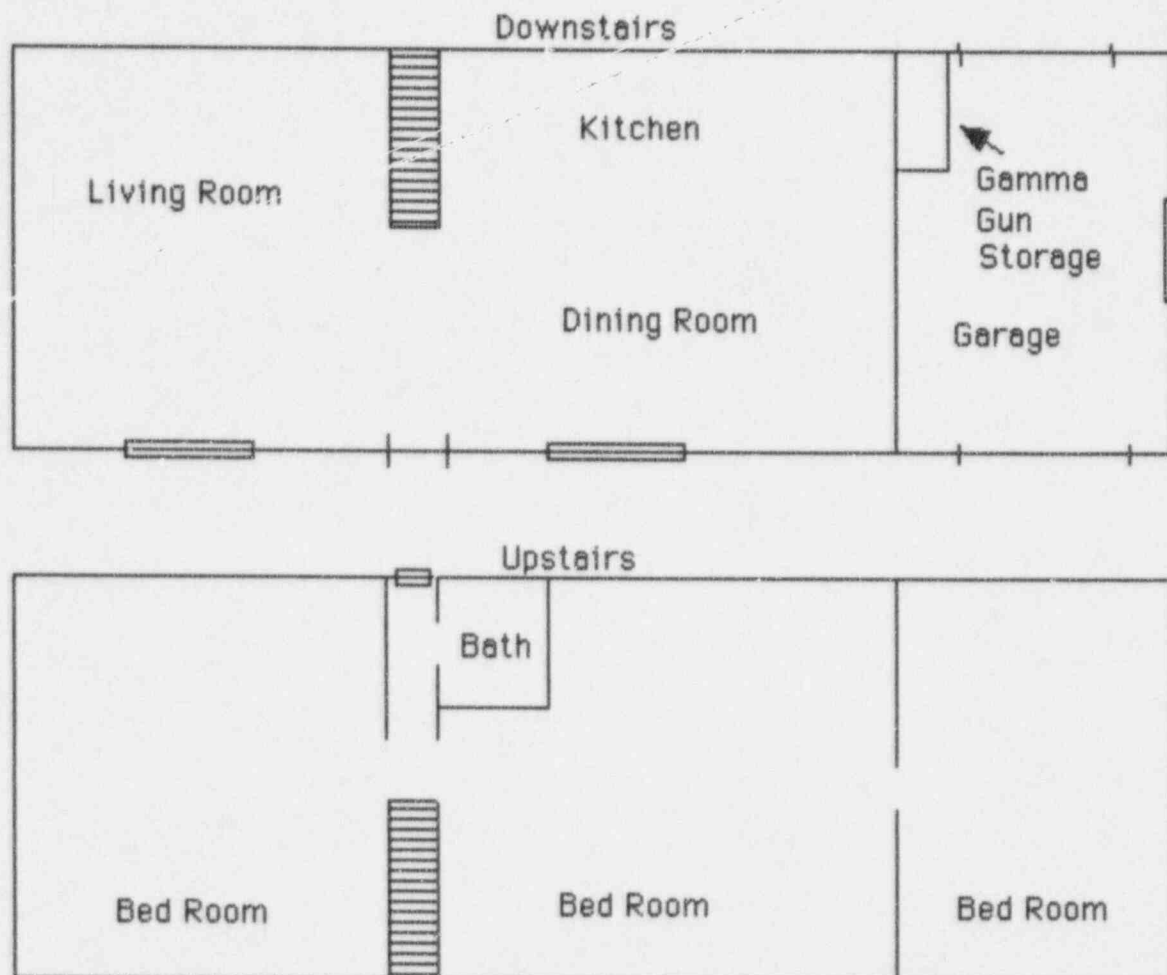 Downstairs
Kitchen
Living Room
Gamma
Gun
Storage
Dining Room
Garage
Upstairs
Bath
Bed Room
Bed Room
Bed Room